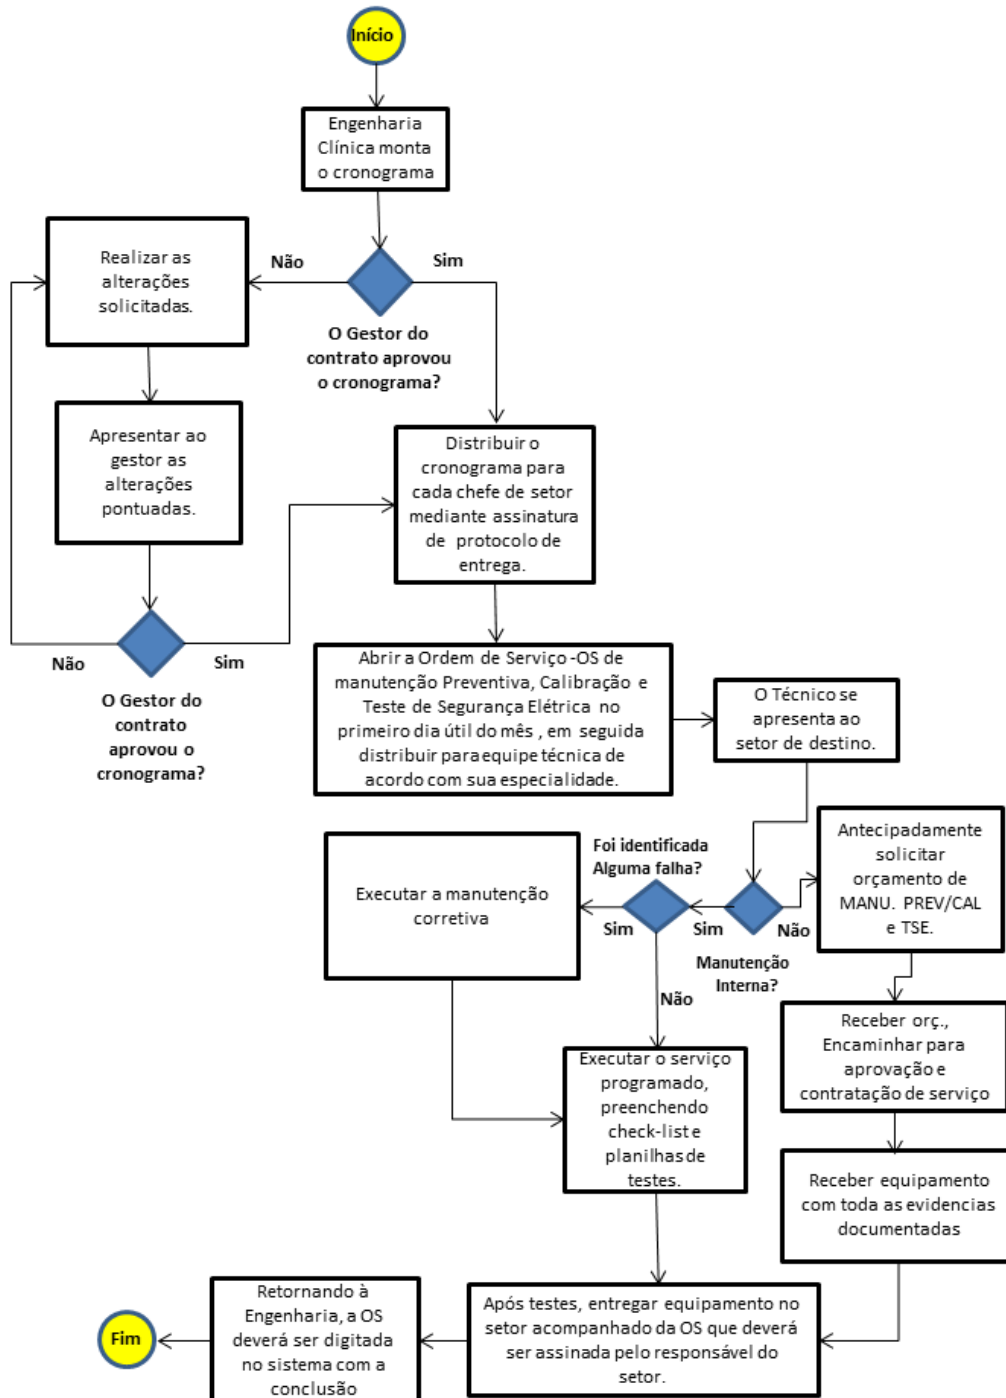 Início
Engenharia
Clínica monta
o cronograma
Não
Sim
Realizar as
alterações
solicitadas.
O Gestor do
contrato aprovou
o cronograma?
Apresentar ao
gestor as
alterações
pontuadas.
Distribuir o
cronograma para
cada chefe de setor
mediante assinatura
de protocolo de
entrega.
Não
Sim
O Gestor do
contrato
aprovou o
cronograma?
Abrir a Ordem de Serviço -OS de
manutenção Preventiva, Calibração e
Teste de Segurança Elétrica no
primeiro dia útil do mês , em seguida
distribuir para equipe técnica de
acordo com sua especialidade.
O Técnico se
apresenta ao
setor de destino.
Foi identificada
Alguma falha?
Antecipadamente
solicitar
orçamento de
MANU. PREV/CAL
e TSE.
Executar a manutenção
corretiva
Sim
Sim
Não
Manutenção
Interna?
Não
Receber orç.,
Encaminhar para
aprovação e
contratação de serviço
Executar o serviço
programado,
preenchendo
check-list e
planilhas de
testes.
Receber equipamento
com toda as evidencias
documentadas
Após testes, entregar equipamento no
setor acompanhado da OS que deverá
ser assinada pelo responsável do
setor.
Retornando à
Engenharia, a OS
deverá ser digitada
no sistema com a
conclusão
Fim